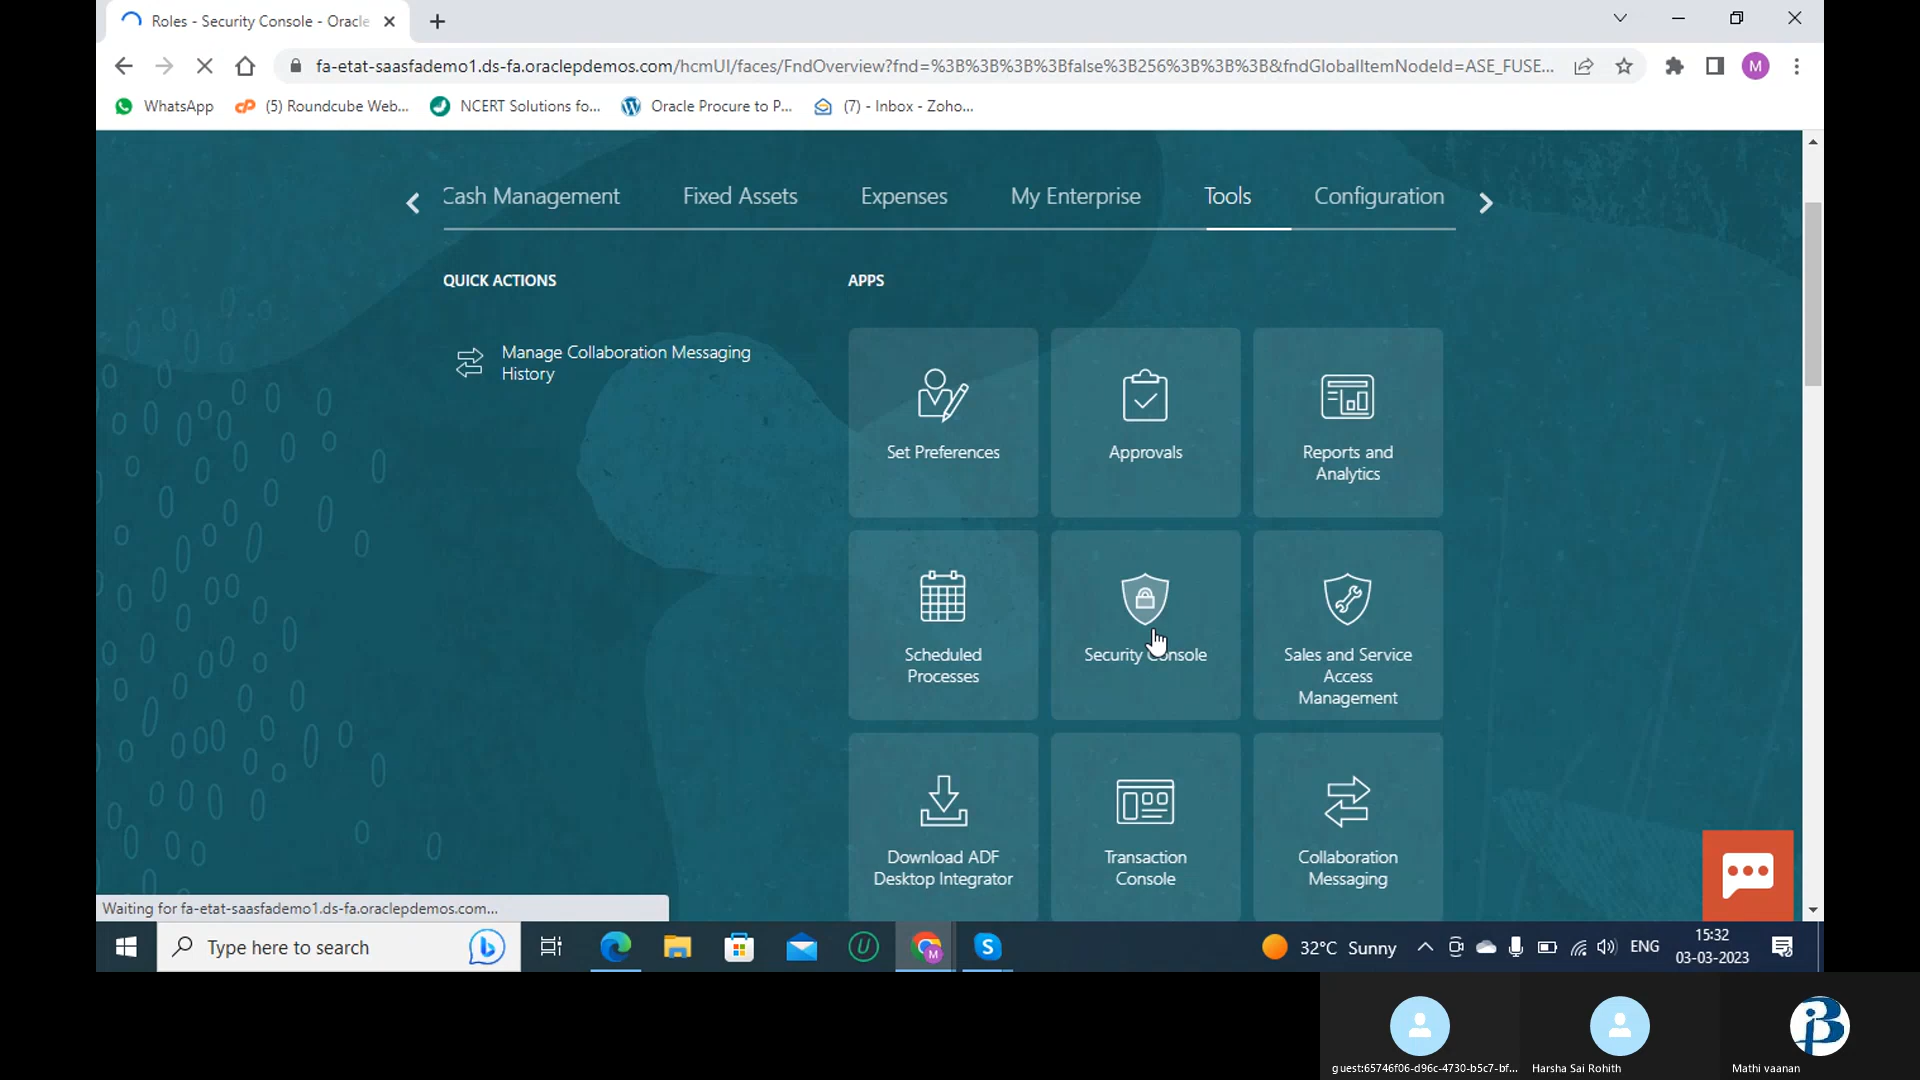 Roles - Security Console - Oracle
fa-etat-saasfademo1.ds-fa.oraclepdemos.com/hcmUI/faces/FndOverview?fnd=%3B%3B%3B%3Bfalse%3B256%3B%3B%3B&fndGlobalItemNodeId=ASE_FUSE...
M
WhatsApp
(5) Roundcube Web...
NCERT Solutions fo...
Oracle Procure to P...
(7) - Inbox - Zoho...
Cash Management
Fixed Assets
Expenses
My Enterprise
Tools
Configuration
QUICK ACTIONS
APPS
Manage Collaboration Messaging
History
Set Preferences
Approvals
Reports and
Analytics
Scheduled
Processes
Security Console
Sales and Service
Access
Management
Download ADF
Desktop Integrator
Transaction
Console
Collaboration
Messaging
Waiting for fa-etat-saasfademo1.ds-fa.oraclepdemos.com...
Type here to search
32°C Sunny
ENG
15:32
03-03-2023
guest:65746f06-d96c-4730-b5c7-bf...
Harsha Sai Rohith
Mathi vaanan